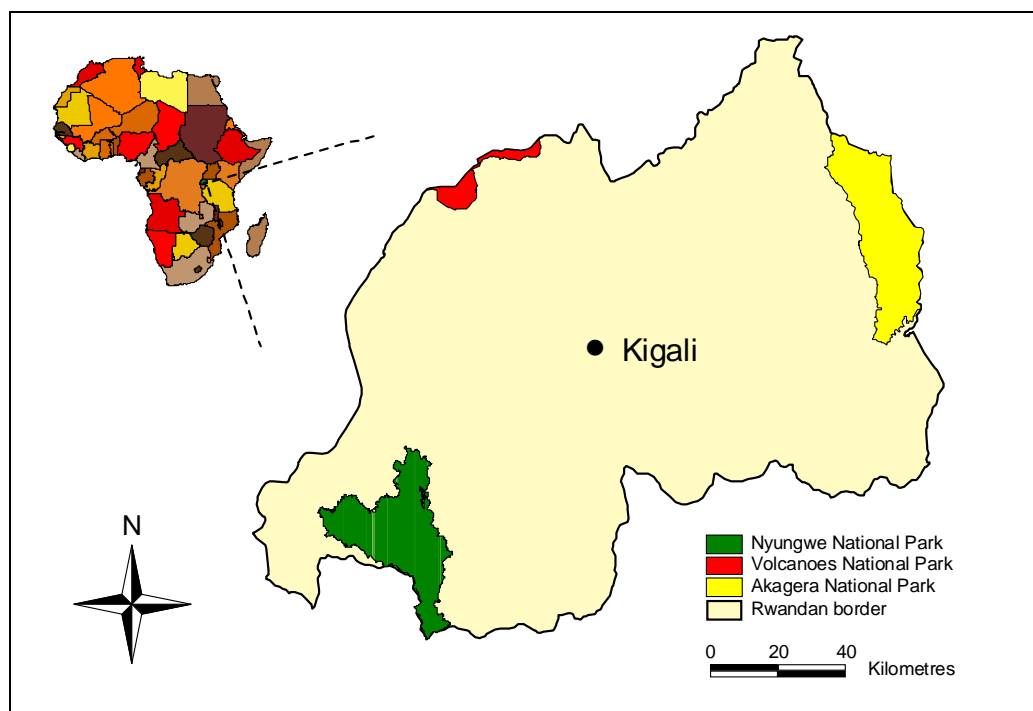 Kigali
N
Nyungwe National Park
Volcanoes National Park
Akagera National Park
Rwandan border
0 20 40
Kilometres